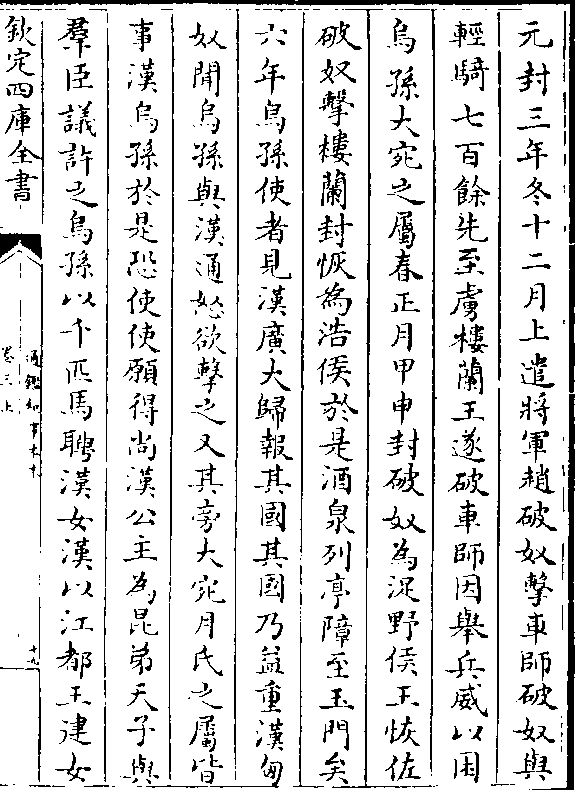 元封三年冬十二月上遣將軍趙破奴擊車師破奴與
輕騎七百餘先至虜樓蘭王遂破車師因舉兵威以困
烏孫大宛之屬春正月甲申封破奴為浞野侯王恢佐
破奴擊樓蘭封恢為浩侯於是酒泉列亭障至玉門矣
六年烏孫使者見漢廣大歸報其國其國乃益重漢匈
奴聞烏孫與漢通怒欲擊之又其旁大宛月氏之屬皆
事漢烏孫於是恐使使願得尚漢公主為昆弟天子與
羣臣議許之烏孫以千匹馬聘漢女漢以江都王建女
欽定四庫全書
通鑑紀事本末
卷三上
十九